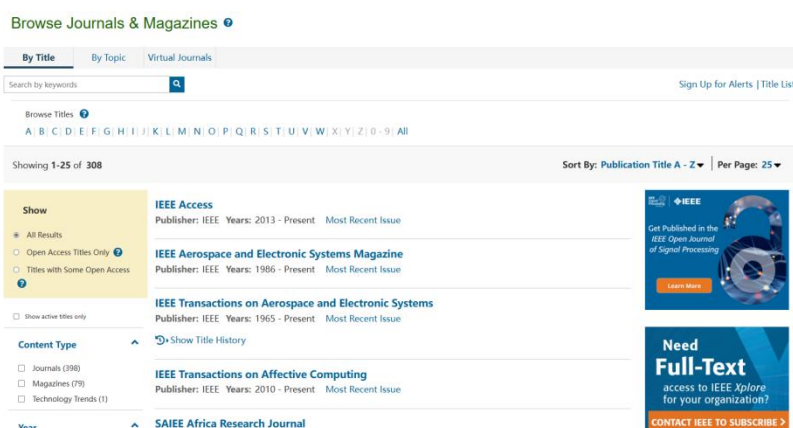 Browse Journals & Magazines
By Title By Topic Virtual Journals
Search by keywords
Sign Up for Alerts | Title List
Browse Titles
A | B | C | D | E | F | G | H | I | J | K | L | M | N | O | P | Q | R | S | T | U | V | W | X | Y | Z | 0 - 9 | All
Showing 1-25 of 308
Sort By: Publication Title A - Z | Per Page: 25
Show
All Results
Open Access Titles Only
Titles with Some Open Access
Show active titles only
Content Type
Journals (398)
Magazines (79)
Technology Trends (1)
Year
IEEE Access
Publisher: IEEE Years: 2013 - Present Most Recent Issue
IEEE Aerospace and Electronic Systems Magazine
Publisher: IEEE Years: 1986 - Present Most Recent Issue
IEEE Transactions on Aerospace and Electronic Systems
Publisher: IEEE Years: 1965 - Present Most Recent Issue
Show Title History
IEEE Transactions on Affective Computing
Publisher: IEEE Years: 2010 - Present Most Recent Issue
SAIEE Africa Research Journal
IEEE
Get Published in the
IEEE Open Journal
of Signal Processing
Learn More
Need
Full-Text
access to IEEE Xplore
for your organization?
CONTACT IEEE TO SUBSCRIBE >